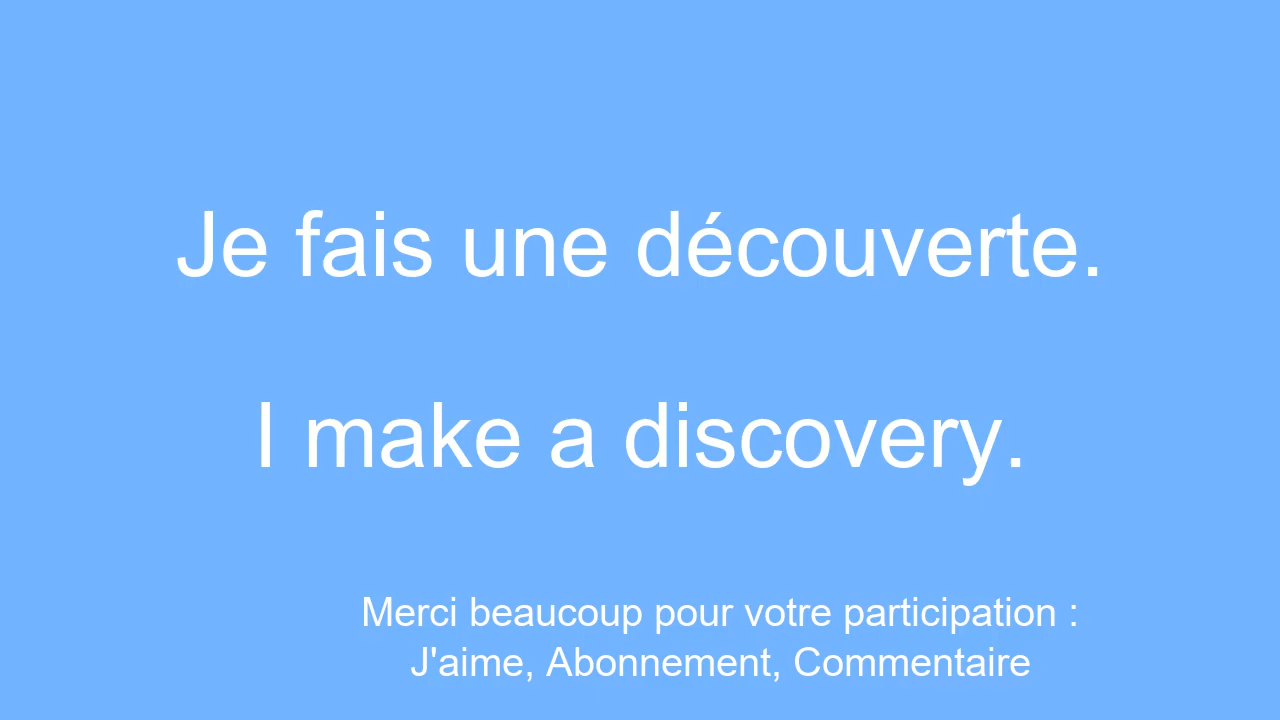 Je fais une découverte.
I make a discovery.
Merci beaucoup pour votre participation :
J'aime, Abonnement, Commentaire